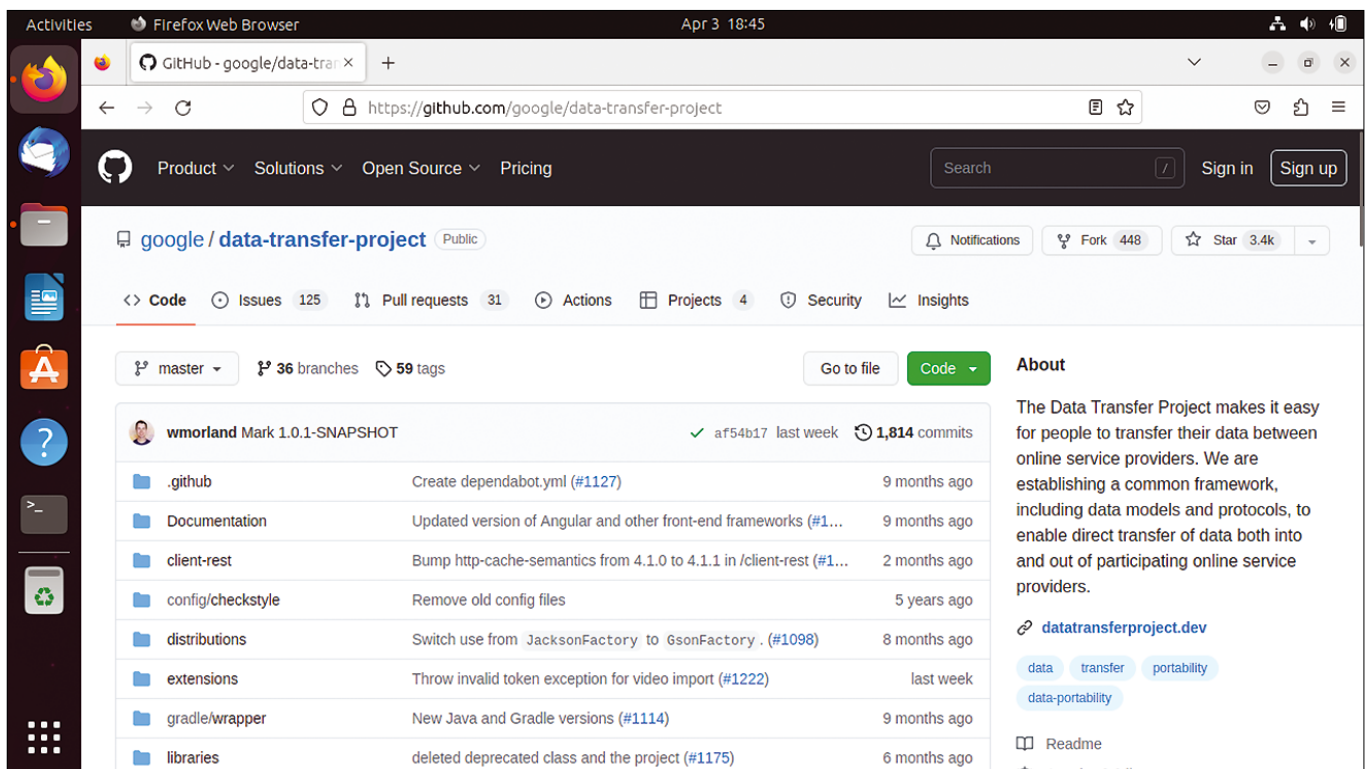 Activities Firefox Web Browser Apr 3 18:45
GitHub - google/data-tran
https://github.com/google/data-transfer-project
Product Solutions Open Source Pricing Search / Sign in Sign up
google / data-transfer-project Public Notifications Fork 448 Star 3.4k
<> Code Issues 125 Pull requests 31 Actions Projects 4 Security Insights
master 36 branches 59 tags Go to file Code
wmorland Mark 1.0.1-SNAPSHOT af54b17 last week 1,814 commits
.github Create dependabot.yml (#1127) 9 months ago
Documentation Updated version of Angular and other front-end frameworks (#1... 9 months ago
client-rest Bump http-cache-semantics from 4.1.0 to 4.1.1 in /client-rest (#1... 2 months ago
config/checkstyle Remove old config files 5 years ago
distributions Switch use from JacksonFactory to GsonFactory. (#1098) 8 months ago
extensions Throw invalid token exception for video import (#1222) last week
gradle/wrapper New Java and Gradle versions (#1114) 9 months ago
libraries deleted deprecated class and the project (#1175) 6 months ago
About
The Data Transfer Project makes it easy
for people to transfer their data between
online service providers. We are
establishing a common framework,
including data models and protocols, to
enable direct transfer of data both into
and out of participating online service
providers.
datatransferproject.dev
data transfer portability
data-portability
Readme